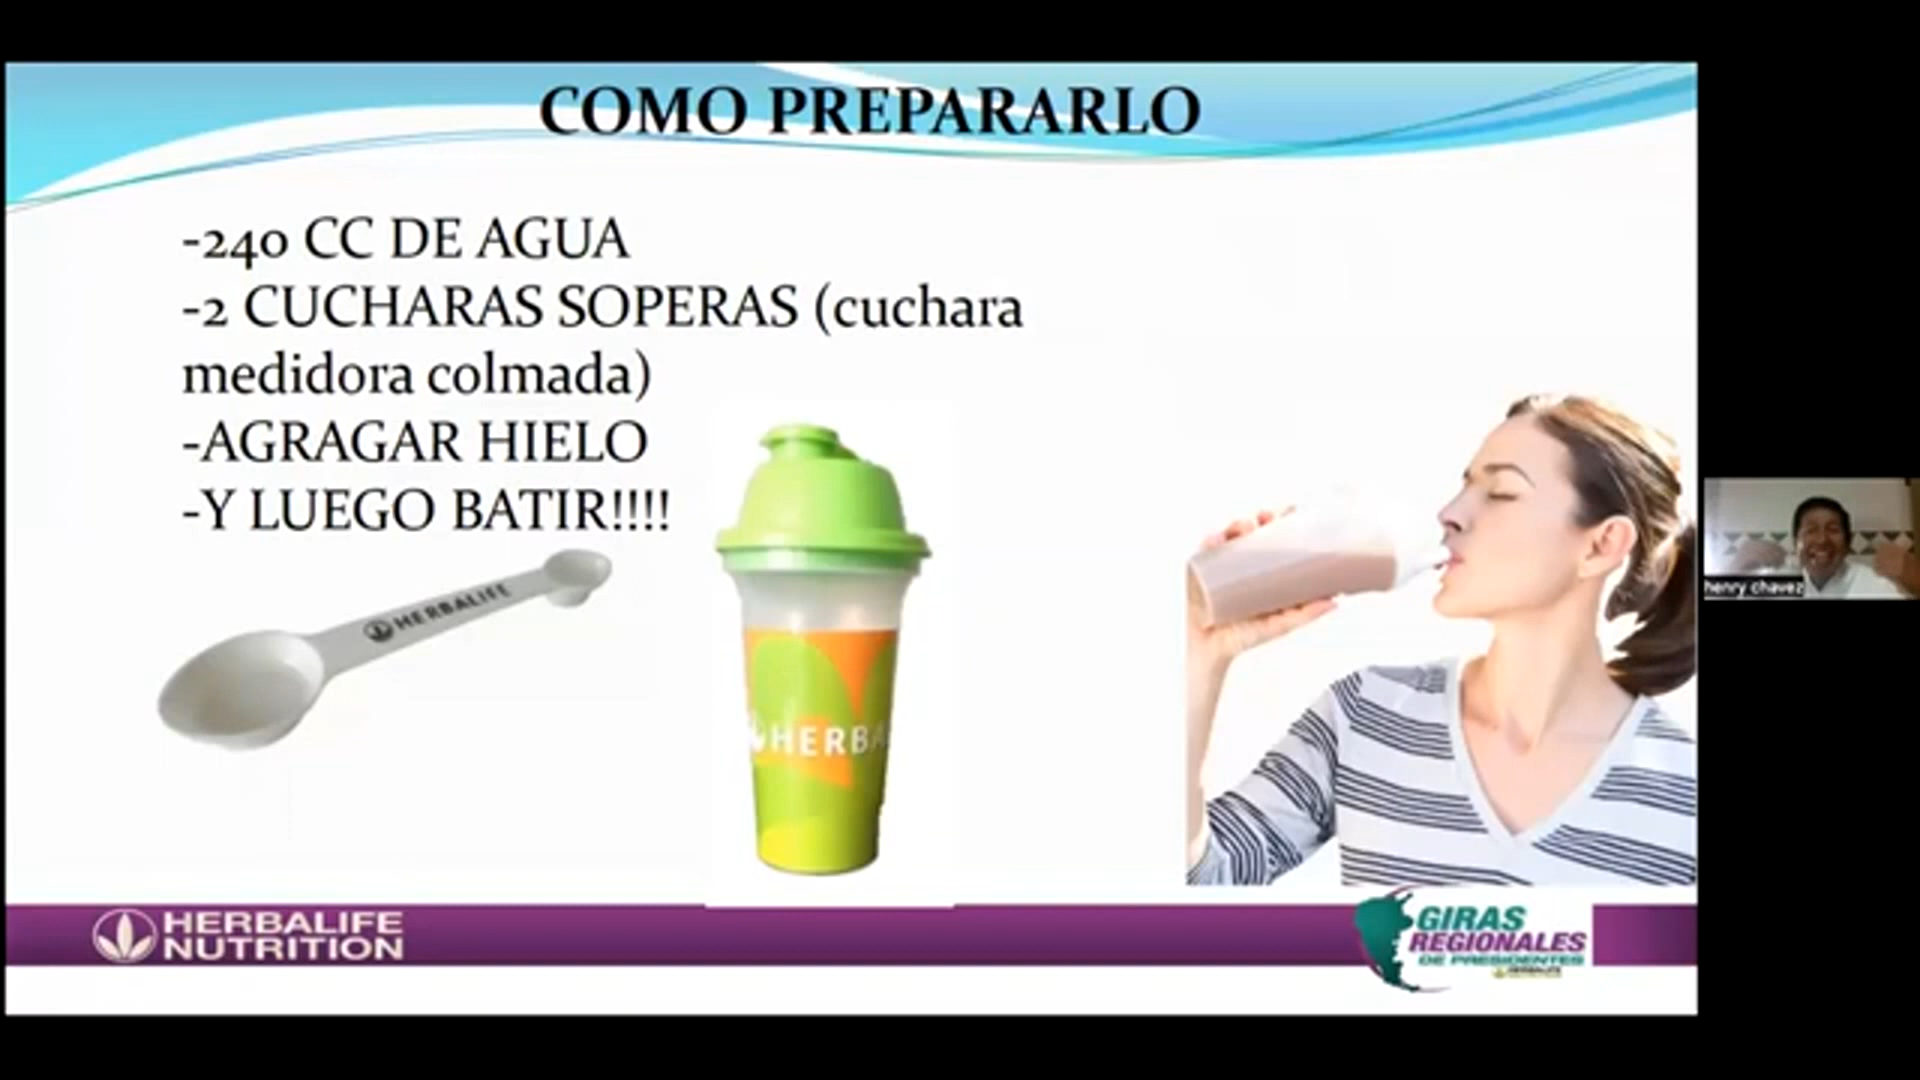 COMO PREPARARLO
-240 CC DE AGUA
-2 CUCHARAS SOPERAS (cuchara
medidora colmada)
-AGRAGAR HIELO
-Y LUEGO BATIR!!!!
HERBALIFE
HERBA
henry chavez
HERBALIFE
NUTRITION
GIRAS
REGIONALES
DE PRESIDENTES
HERBALIFE